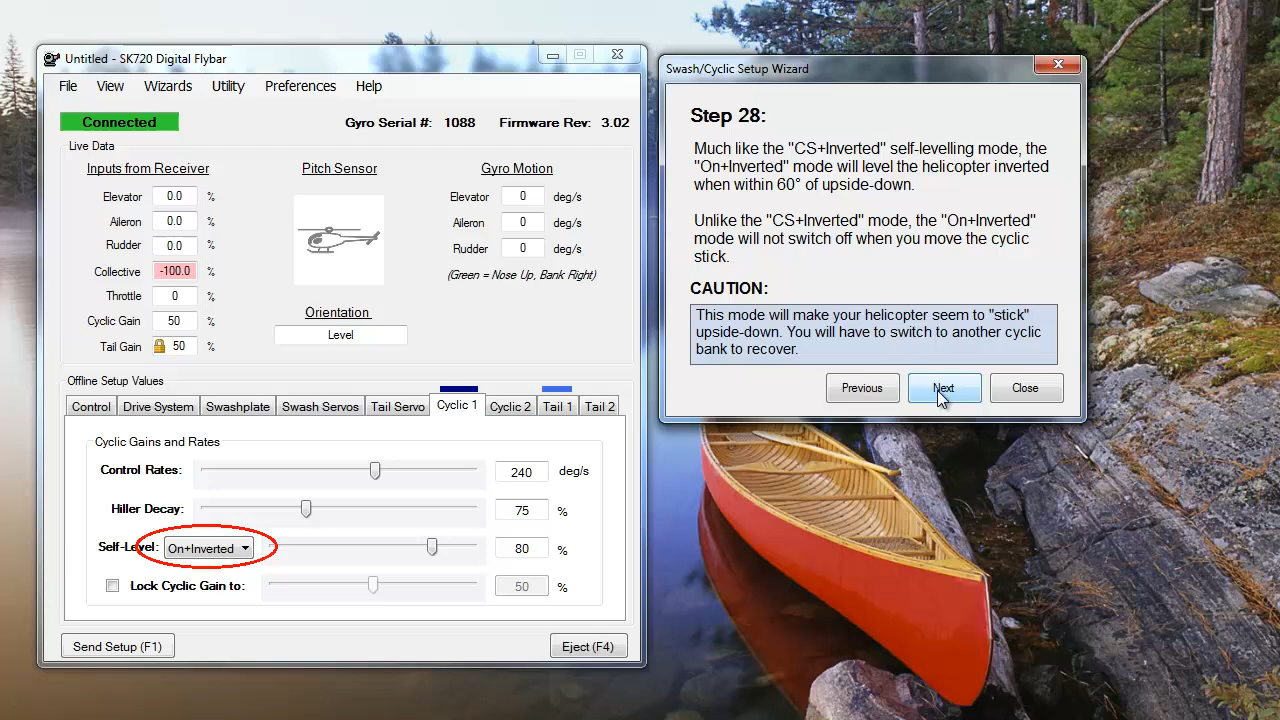 Untitled - SK720 Digital Flybar
File View Wizards Utility Preferences Help
Connected
Gyro Serial #: 1088 Firmware Rev: 3.02
Live Data
Inputs from Receiver
Elevator 0.0 %
Aileron 0.0 %
Rudder 0.0 %
Collective -100.0 %
Throttle 0 %
Cyclic Gain 50 %
Tail Gain 50 %
Pitch Sensor
Orientation
Level
Gyro Motion
Elevator 0 deg/s
Aileron 0 deg/s
Rudder 0 deg/s
(Green = Nose Up, Bank Right)
Offline Setup Values
Control Drive System Swashplate Swash Servos Tail Servo Cyclic 1 Cyclic 2 Tail 1 Tail 2
Cyclic Gains and Rates
Control Rates: 240 deg/s
Hiller Decay: 75 %
Self-Level: On+Inverted 80 %
Lock Cyclic Gain to: 50 %
Send Setup (F1) Eject (F4)
Swash/Cyclic Setup Wizard
Step 28:
Much like the "CS+Inverted" self-levelling mode, the
"On+Inverted" mode will level the helicopter inverted
when within 60° of upside-down.
Unlike the "CS+Inverted" mode, the "On+Inverted"
mode will not switch off when you move the cyclic
stick.
CAUTION:
This mode will make your helicopter seem to "stick"
upside-down. You will have to switch to another cyclic
bank to recover.
Previous Next Close